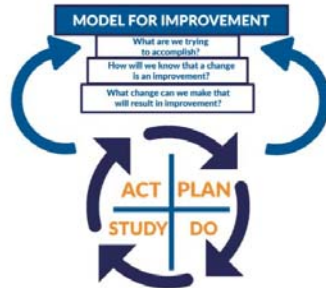 MODEL FOR IMPROVEMENT
What are we trying
to accomplish?
How will we know that a change
is an improvement?
What change can we make that
will result in improvement?
ACT PLAN
STUDY DO